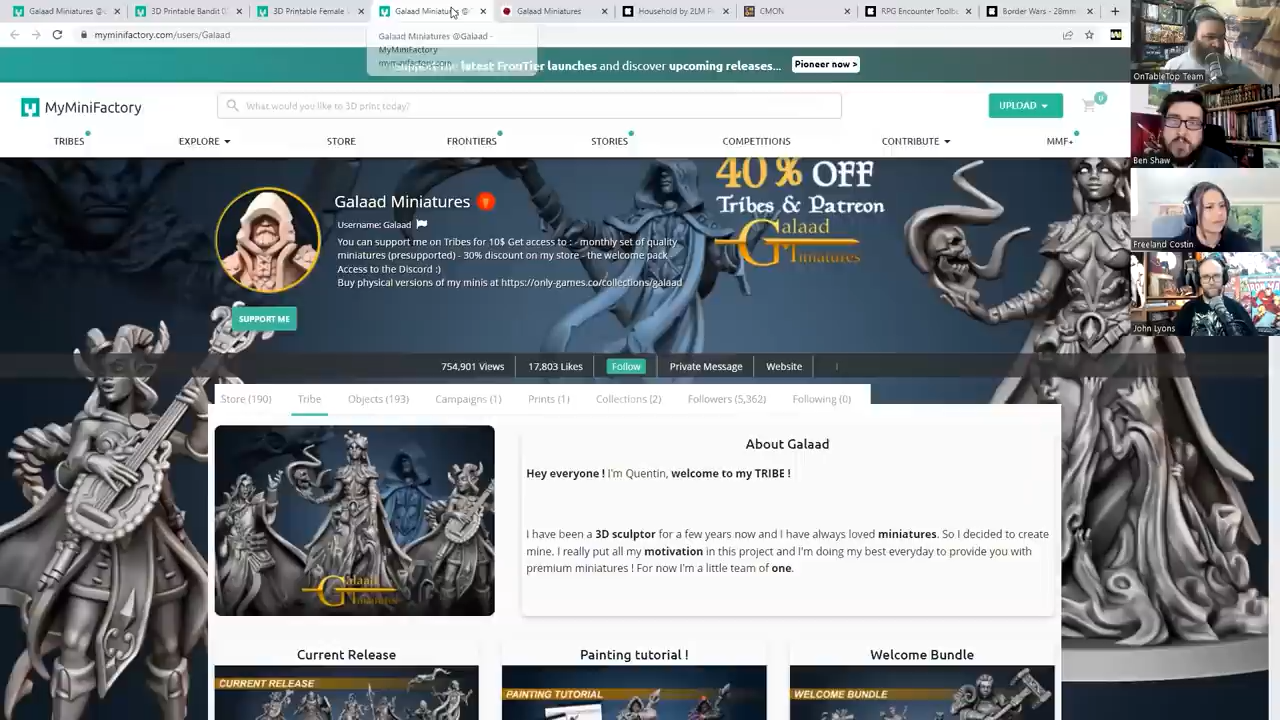 Galaad Miniatures @
3D Printable Bandit
3D Printable Female
Galaad Miniatures @
Galaad Miniatures
Household by 2LM P
CMON
RPG Encounter Toolb
Border Wars - 28mm
myminifactory.com/users/Galaad
Galaad Miniatures @Galaad -
MyMiniFactory
latest FronTier launches and discover upcoming releases...
Pioneer now >
MyMiniFactory
What would you like to 3D print today?
UPLOAD
0
TRIBES
EXPLORE
STORE
FRONTIERS
STORIES
COMPETITIONS
CONTRIBUTE
MMF+
40% OFF
Tribes & Patreon
Galaad
Miniatures
Galaad Miniatures
Username: Galaad
You can support me on Tribes for 10$ Get access to : - monthly set of quality
miniatures (presupported) - 30% discount on my store - the welcome pack
Access to the Discord :)
Buy physical versions of my minis at https://only-games.co/collections/galaad
SUPPORT ME
754,901 Views
17,803 Likes
Follow
Private Message
Website
Store (190)
Tribe
Objects (193)
Campaigns (1)
Prints (1)
Collections (2)
Followers (5,362)
Following (0)
Galaad
Miniatures
About Galaad
Hey everyone ! I'm Quentin, welcome to my TRIBE !
I have been a 3D sculptor for a few years now and I have always loved miniatures. So I decided to create
mine. I really put all my motivation in this project and I'm doing my best everyday to provide you with
premium miniatures ! For now I'm a little team of one.
Current Release
Painting tutorial !
Welcome Bundle
CURRENT RELEASE
PAINTING TUTORIAL
WELCOME BUNDLE
OnTableTop Team
Ben Shaw
Freeland Costin
John Lyons